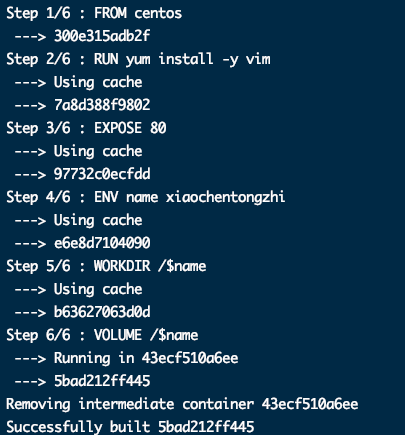 Step 1/6 : FROM centos
---> 300e315adb2f
Step 2/6 : RUN yum install -y vim
---> Using cache
---> 7a8d388f9802
Step 3/6 : EXPOSE 80
---> Using cache
---> 97732c0ecfdd
Step 4/6 : ENV name xiaochentongzhi
---> Using cache
---> e6e8d7104090
Step 5/6 : WORKDIR /$name
---> Using cache
---> b63627063d0d
Step 6/6 : VOLUME /$name
---> Running in 43ecf510a6ee
---> 5bad212ff445
Removing intermediate container 43ecf510a6ee
Successfully built 5bad212ff445